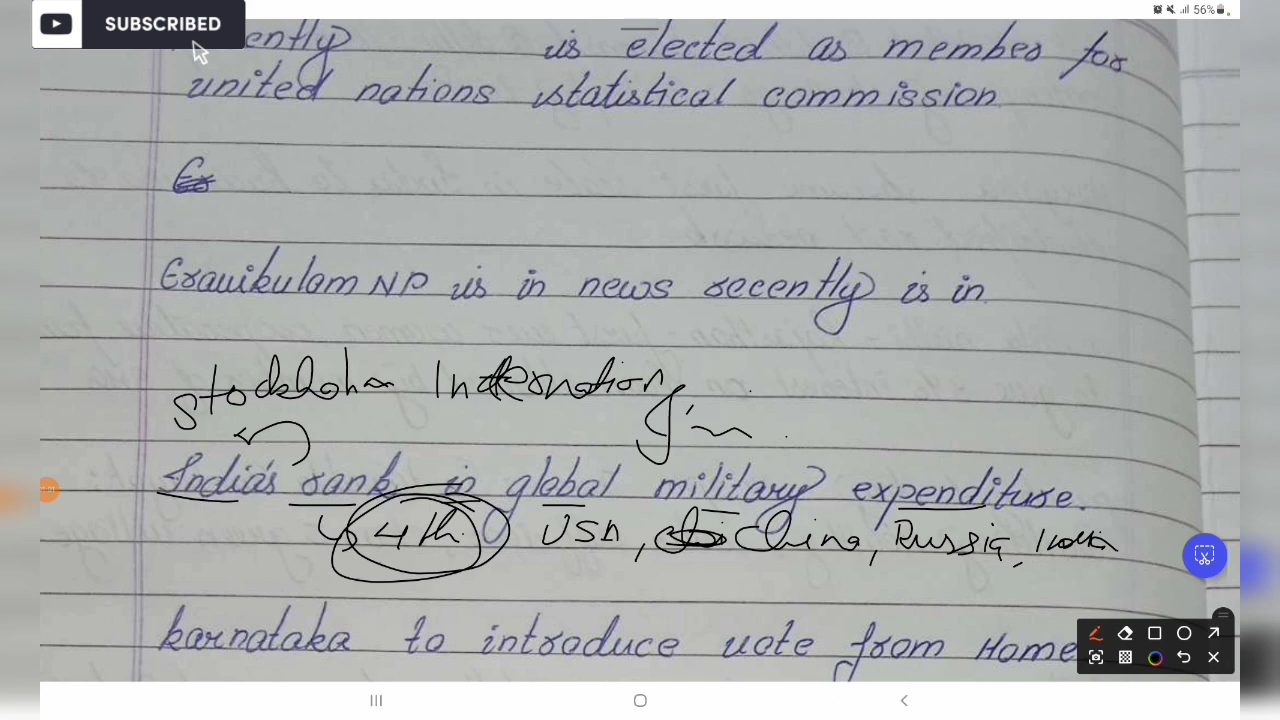 SUBSCRIBED
56%
ently is elected as member for
united nations statistical commission
Eravikulam NP is in news recently is in
Stockholm Internation
India's rank in global military expenditure.
↳ 4th USA, China, Russia, India
Karnataka to introduce vote from Home